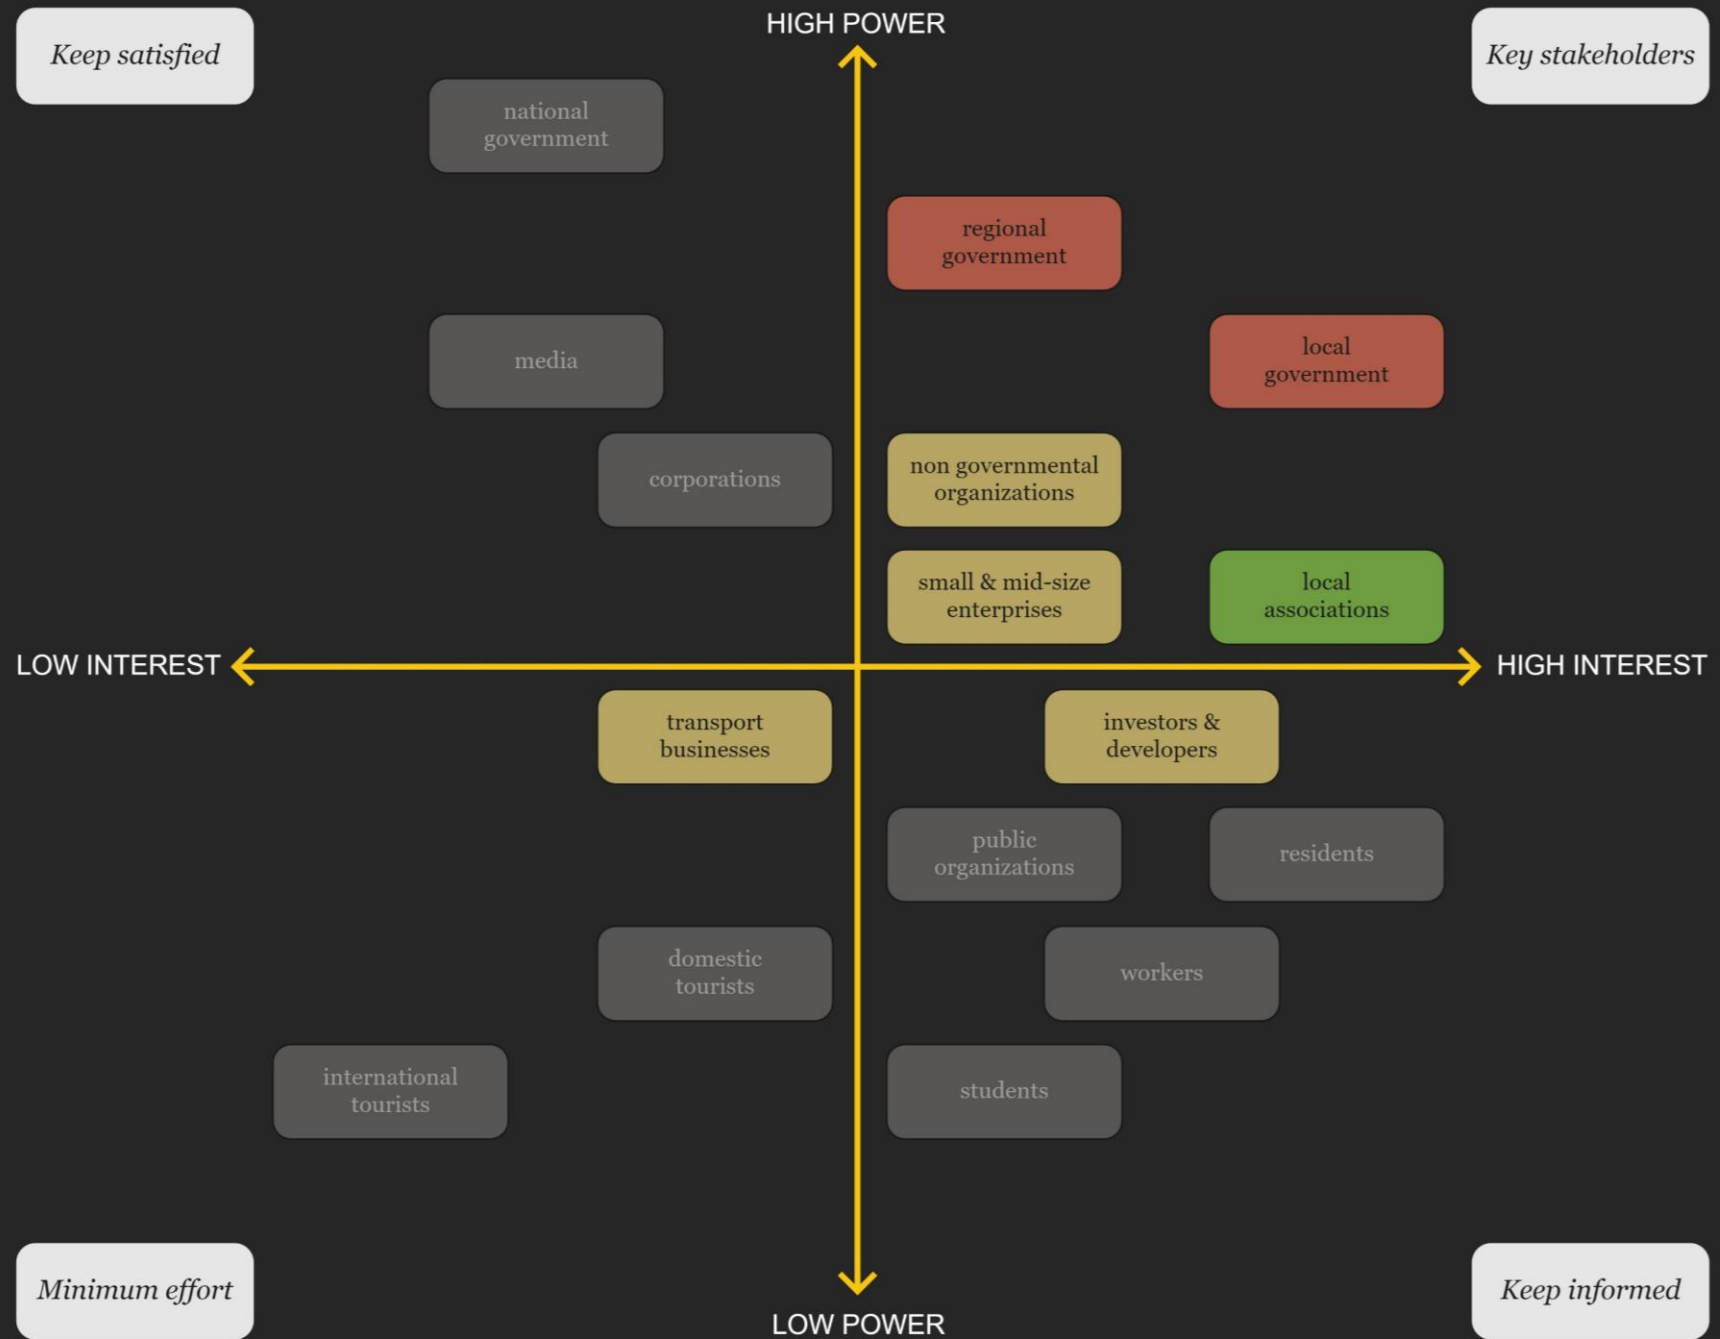 HIGH POWER
Keep satisfied
Key stakeholders
national
government
regional
government
media
local
government
corporations
non governmental
organizations
small & mid-size
enterprises
local
associations
LOW INTEREST
HIGH INTEREST
transport
businesses
investors &
developers
public
organizations
residents
domestic
tourists
workers
international
tourists
students
Minimum effort
Keep informed
LOW POWER